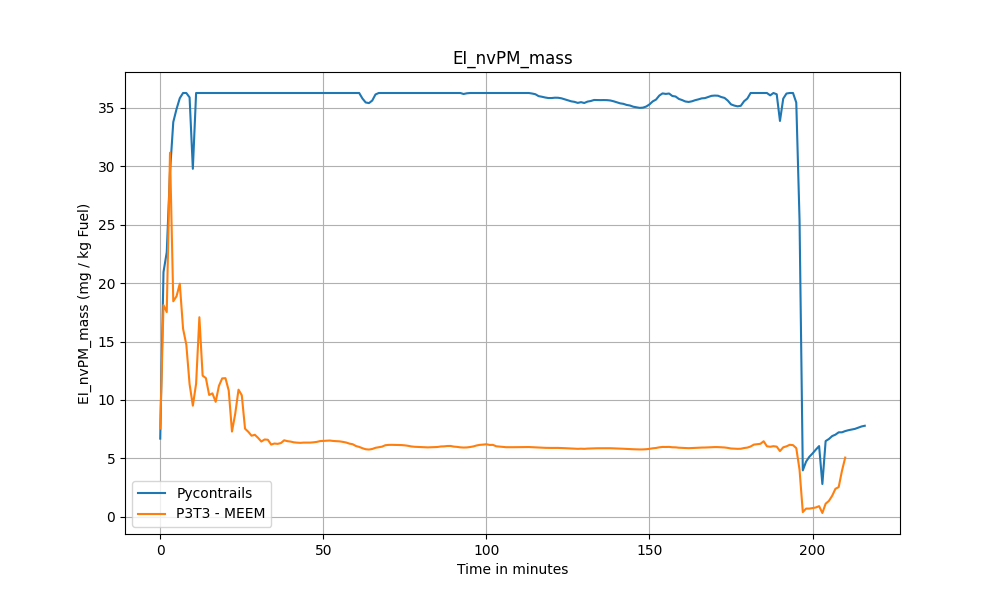 EI_nvPM_mass
EI_nvPM_mass (mg / kg Fuel)
35
30
25
20
15
10
5
0
Pycontrails
P3T3 - MEEM
0 50 100 150 200
Time in minutes